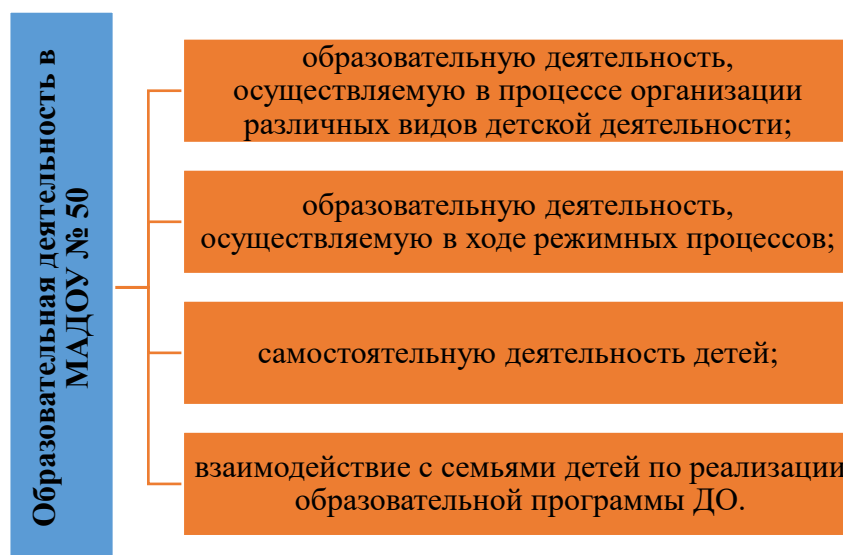 Образовательная деятельность в
МАДОУ № 50
образовательную деятельность,
осуществляемую в процессе организации
различных видов детской деятельности;
образовательную деятельность,
осуществляемую в ходе режимных процессов;
самостоятельную деятельность детей;
взаимодействие с семьями детей по реализации
образовательной программы ДО.